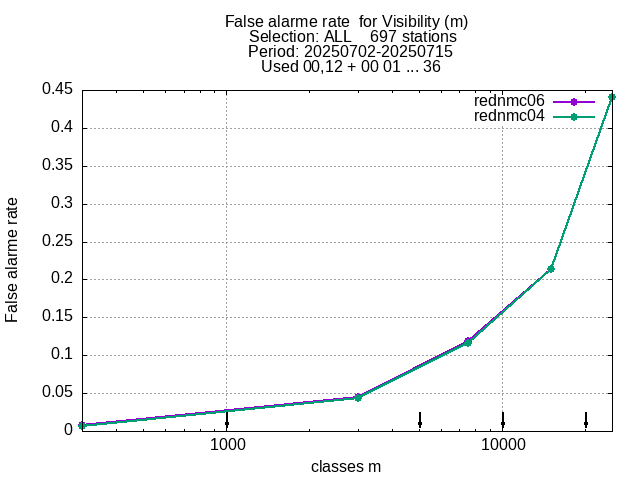 False alarme rate  for Visibility (m)
Selection: ALL    697 stations
Period: 20250702-20250715
Used 00,12 + 00 01 ... 36
rednmc06
rednmc04
0.45
0.4
0.35
0.3
0.25
0.2
0.15
0.1
0.05
0
False alarme rate
1000
10000
classes m